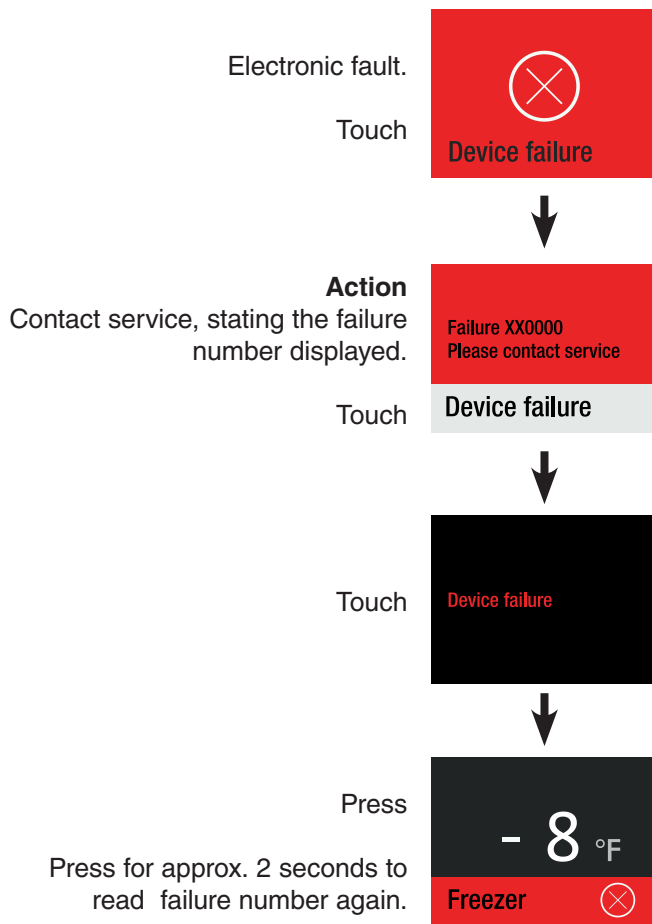 Electronic fault.
Touch
Device failure
Action
Contact service, stating the failure
number displayed.
Touch
Failure XX0000
Please contact service
Device failure
Touch
Device failure
Press
Press for approx. 2 seconds to
read failure number again.
- 8 °F
Freezer